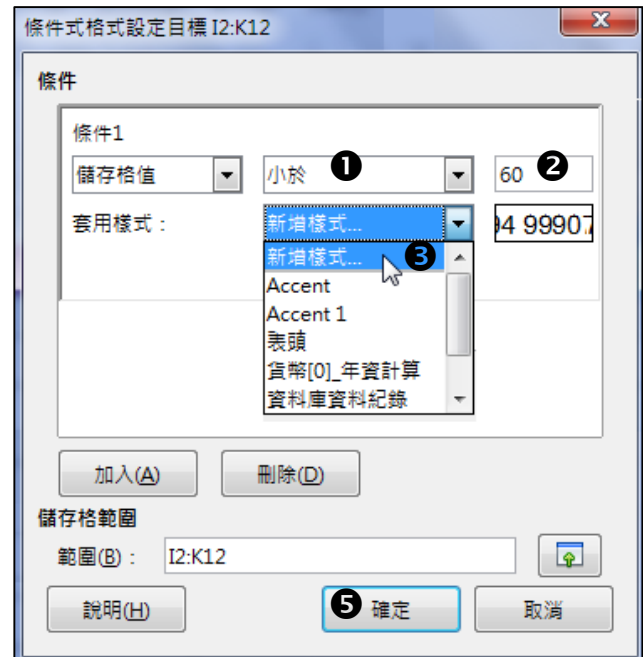 條件式格式設定目標 I2:K12
條件
條件1
儲存格值 小於 ❶ 60 ❷
套用樣式： 新增樣式... 94 99907
新增樣式... ❸
Accent
Accent 1
表頭
貨幣[0]_年資計算
資料庫資料紀錄
加入(A) 刪除(D)
儲存格範圍
範圍(B)： I2:K12
說明(H) ❺ 確定 取消